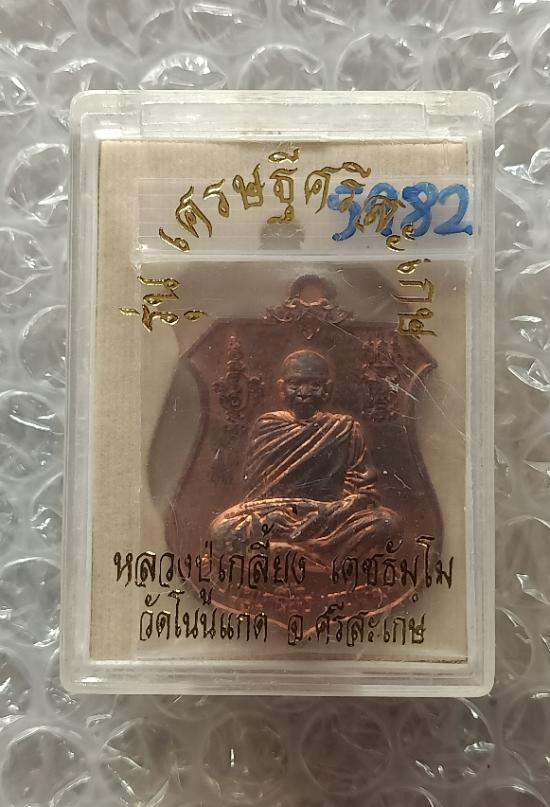 รุ่น เศรษฐีศรีสะเกษ
5982
หลวงปู่เกลี้ยง เตชธัมโม
วัดโนนแกด อ.ศรีสะเกษ